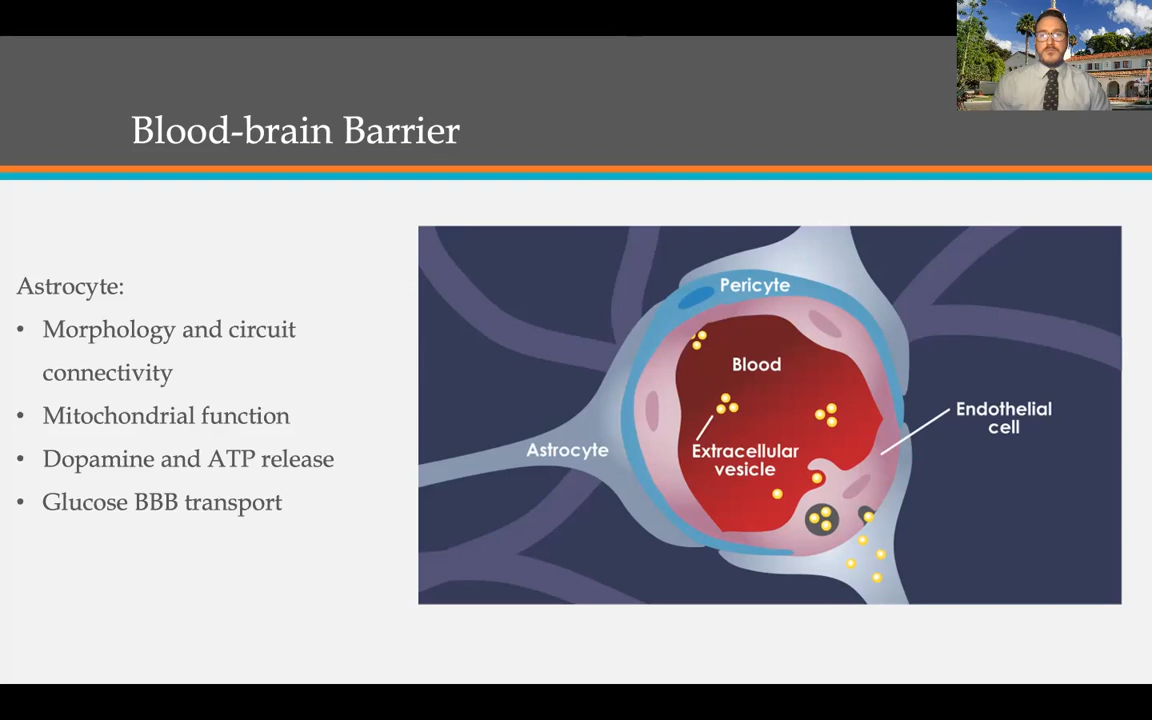 Blood-brain Barrier
Astrocyte:
• Morphology and circuit
connectivity
• Mitochondrial function
• Dopamine and ATP release
• Glucose BBB transport
Pericyte
Blood
Extracellular
vesicle
Astrocyte
Endothelial
cell